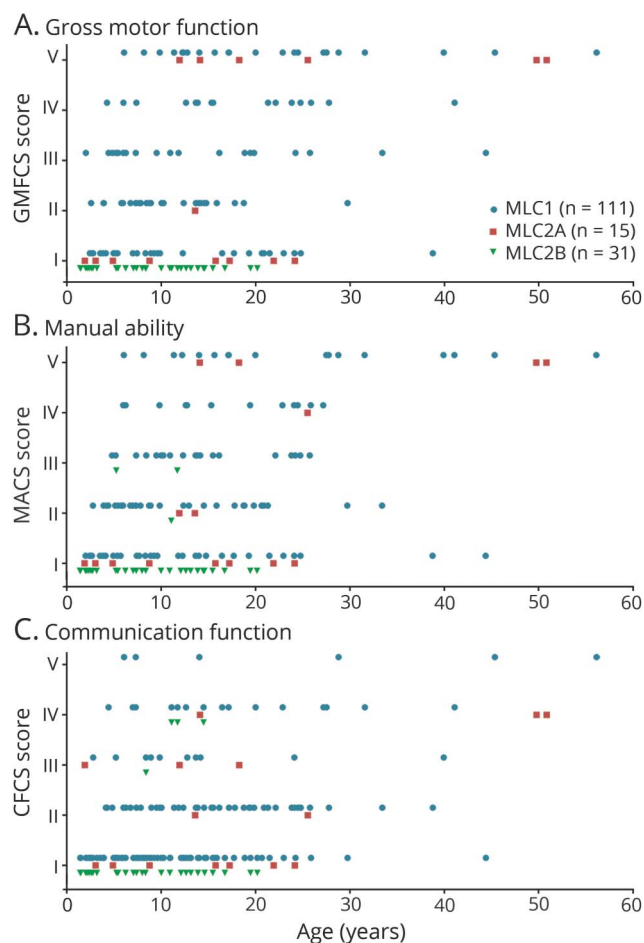 A. Gross motor function
GMFCS score
V
IV
III
II
I
MLC1 (n = 111)
MLC2A (n = 15)
MLC2B (n = 31)
0 10 20 30 40 50 60
B. Manual ability
MACS score
V
IV
III
II
I
0 10 20 30 40 50 60
C. Communication function
CFCS score
V
IV
III
II
I
0 10 20 30 40 50 60
Age (years)